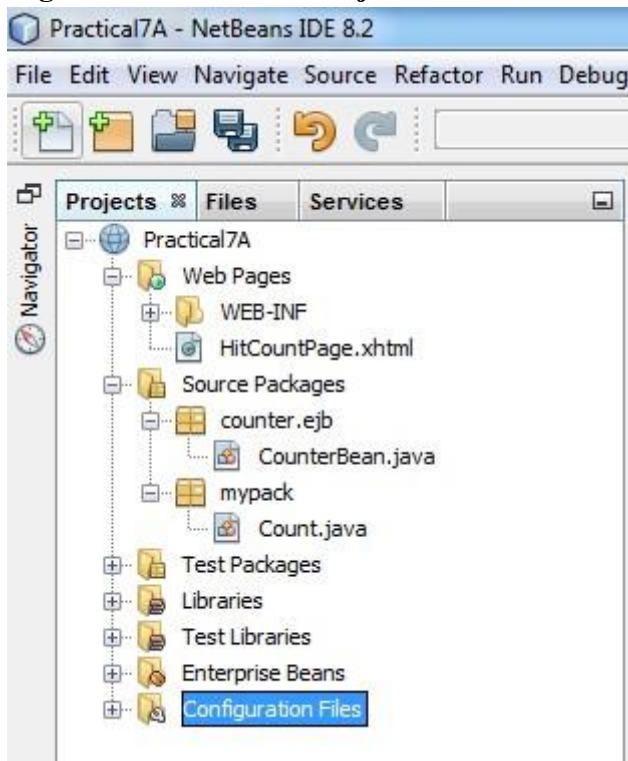 Practical7A - NetBeans IDE 8.2
File Edit View Navigate Source Refactor Run Debug
Projects Files Services
Navigator
Practical7A
Web Pages
WEB-INF
HitCountPage.xhtml
Source Packages
counter.ejb
CounterBean.java
mypack
Count.java
Test Packages
Libraries
Test Libraries
Enterprise Beans
Configuration Files